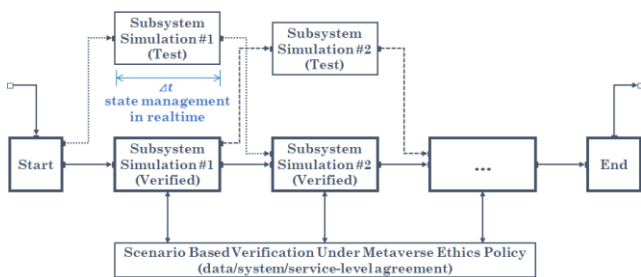 Subsystem
Simulation #1
(Test)
Subsystem
Simulation #2
(Test)
Δt
state management
in realtime
Start
Subsystem
Simulation #1
(Verified)
Subsystem
Simulation #2
(Verified)
...
End
Scenario Based Verification Under Metaverse Ethics Policy
(data/system/service-level agreement)